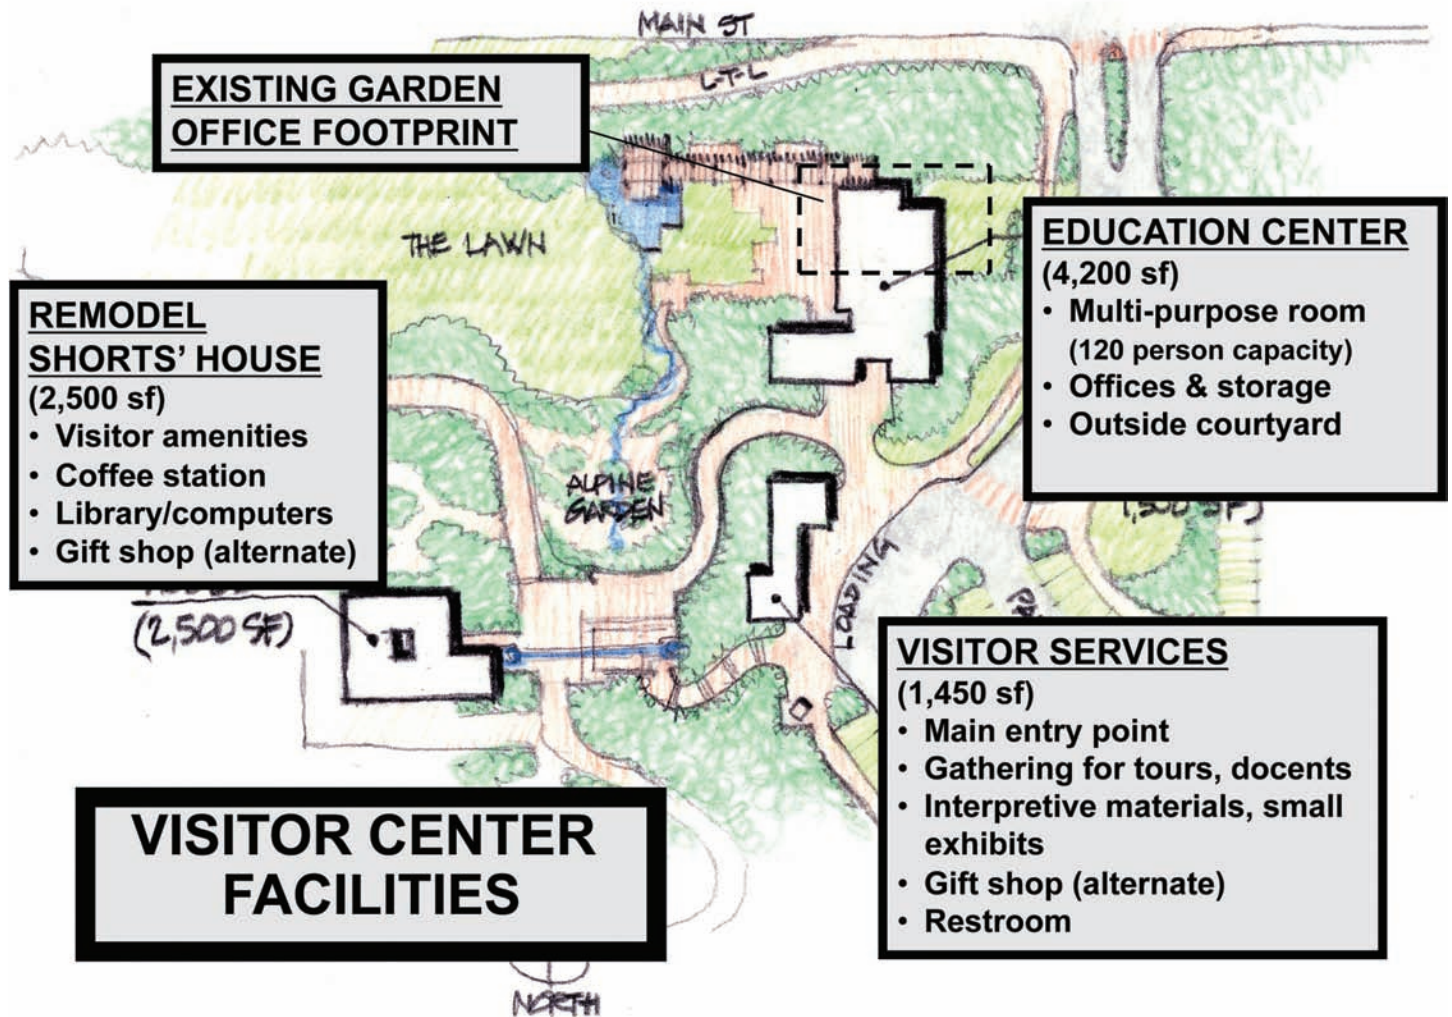 MAIN ST
L-T-L
EXISTING GARDEN
OFFICE FOOTPRINT
THE LAWN
EDUCATION CENTER
(4,200 sf)
• Multi-purpose room
(120 person capacity)
• Offices & storage
• Outside courtyard
REMODEL
SHORTS' HOUSE
(2,500 sf)
• Visitor amenities
• Coffee station
• Library/computers
• Gift shop (alternate)
ALPINE
GARDEN
1,500 SF)
(2,500 SF)
LOADING
VISITOR SERVICES
(1,450 sf)
• Main entry point
• Gathering for tours, docents
• Interpretive materials, small
exhibits
• Gift shop (alternate)
• Restroom
VISITOR CENTER
FACILITIES
NORTH